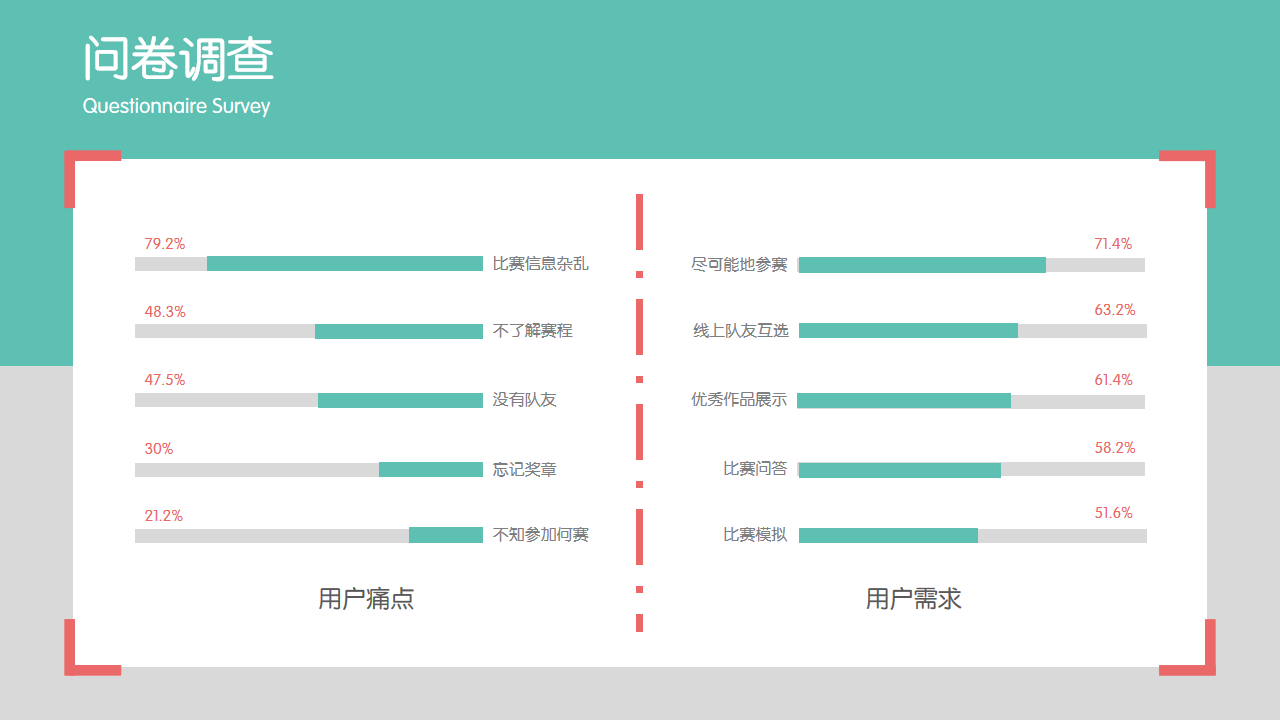 问卷调查
Questionnaire Survey
79.2%
比赛信息杂乱
48.3%
不了解赛程
47.5%
没有队友
30%
忘记奖章
21.2%
不知参加何赛
用户痛点
71.4%
尽可能地参赛
63.2%
线上队友互选
61.4%
优秀作品展示
58.2%
比赛问答
51.6%
比赛模拟
用户需求